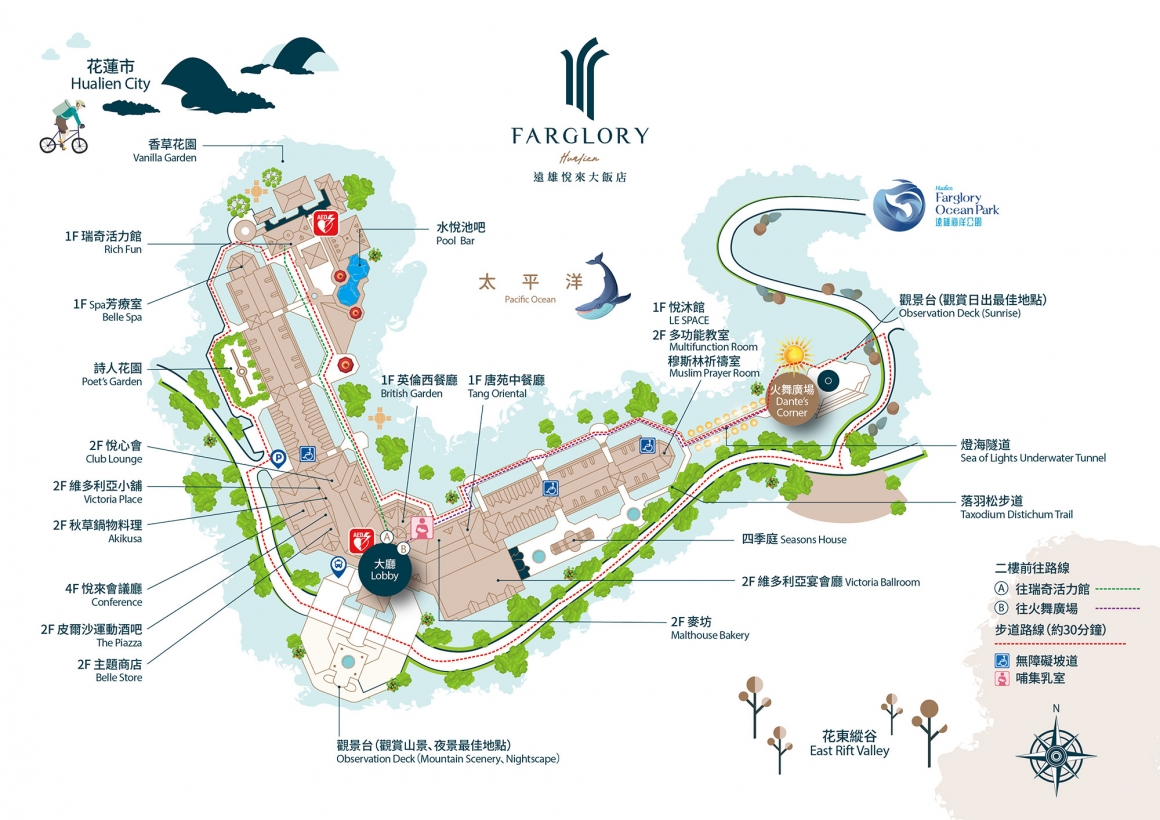 花蓮市
Hualien City
FARGLORY
Hualien
遠雄悅來大飯店
香草花園
Vanilla Garden
1F 瑞奇活力館
Rich Fun
1F Spa芳療室
Belle Spa
詩人花園
Poet's Garden
2F 悅心會
Club Lounge
2F 維多利亞小舖
Victoria Place
2F 秋草鍋物料理
Akikusa
4F 悅來會議廳
Conference
2F 皮爾沙運動酒吧
The Piazza
2F 主題商店
Belle Store
AED
水悅池吧
Pool Bar
太平洋
Pacific Ocean
1F 英倫西餐廳
British Garden
1F 唐苑中餐廳
Tang Oriental
1F 悅沐館
LE SPACE
2F 多功能教室
Multifunction Room
穆斯林祈禱室
Muslim Prayer Room
Hualien
Farglory
Ocean Park
遠雄海洋公園
觀景台(觀賞日出最佳地點)
Observation Deck (Sunrise)
火舞廣場
Dante's
Corner
燈海隧道
Sea of Lights Underwater Tunnel
落羽松步道
Taxodium Distichum Trail
P
AED
A
B
大廳
Lobby
四季庭 Seasons House
2F 維多利亞宴會廳 Victoria Ballroom
2F 麥坊
Malthouse Bakery
觀景台(觀賞山景、夜景最佳地點)
Observation Deck (Mountain Scenery、Nightscape)
二樓前往路線
A 往瑞奇活力館
B 往火舞廣場
步道路線(約30分鐘)
無障礙坡道
哺集乳室
花東縱谷
East Rift Valley
N